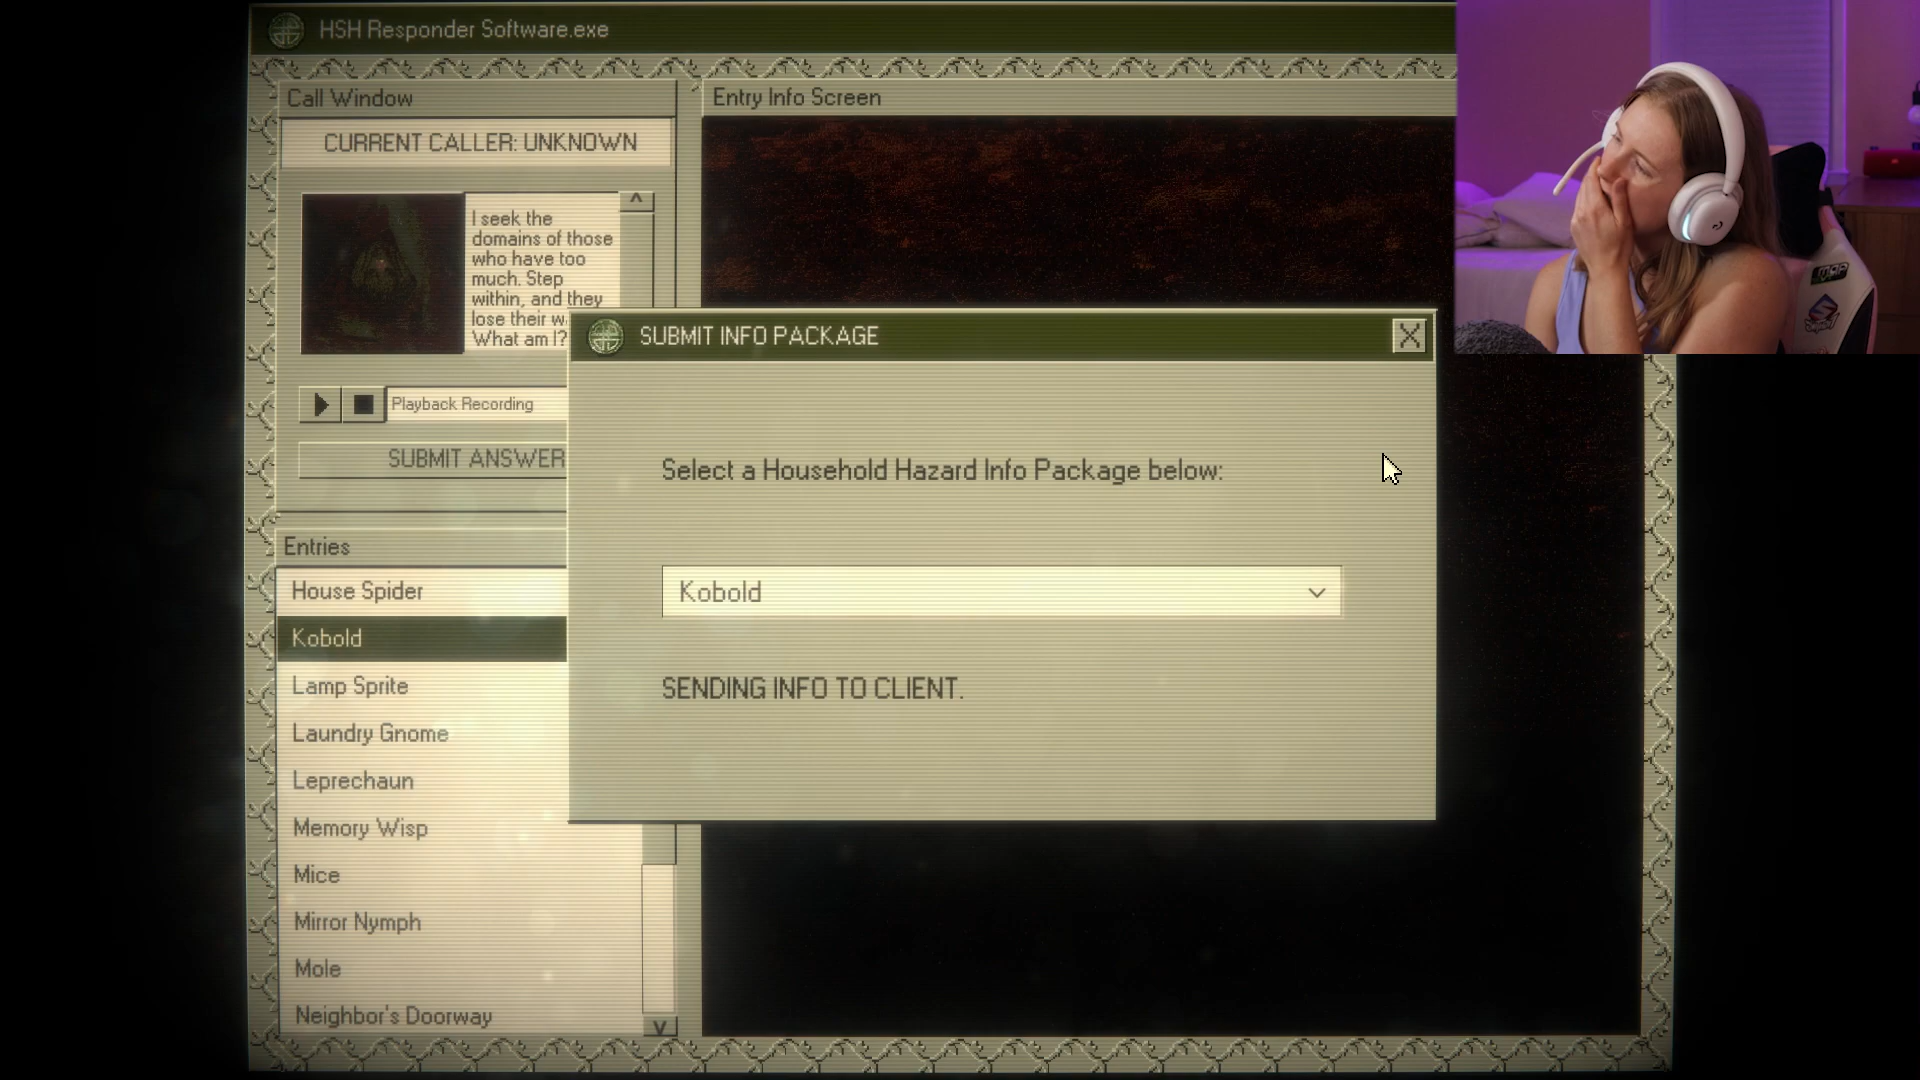 HSH Responder Software.exe
Call Window
CURRENT CALLER: UNKNOWN
I seek the
domains of those
who have too
much. Step
within, and they
lose their w
What am I?
Playback Recording
SUBMIT ANSWER
Entries
House Spider
Kobold
Lamp Sprite
Laundry Gnome
Leprechaun
Memory Wisp
Mice
Mirror Nymph
Mole
Neighbor's Doorway
Entry Info Screen
SUBMIT INFO PACKAGE
Select a Household Hazard Info Package below:
Kobold
SENDING INFO TO CLIENT.